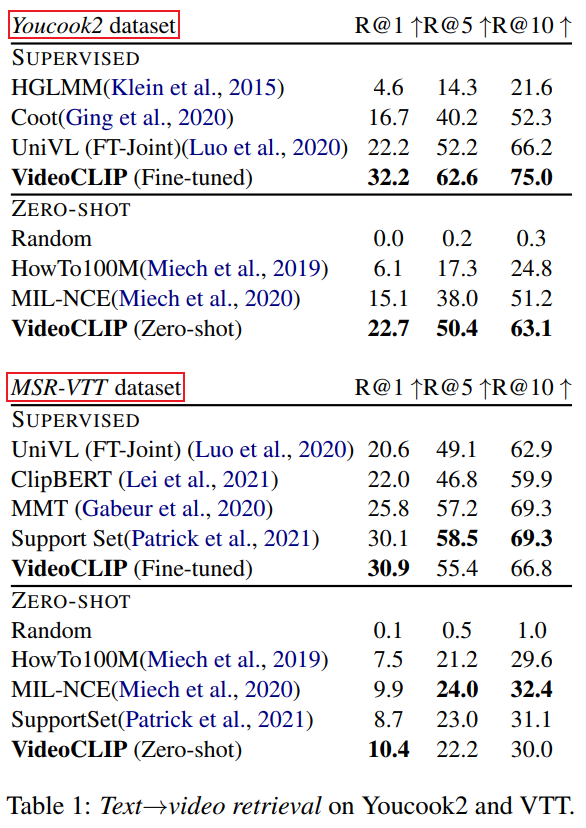 Youcook2 dataset R@1 ↑ R@5 ↑ R@10 ↑
SUPERVISED
HGLMM(Klein et al., 2015) 4.6 14.3 21.6
Coot(Ging et al., 2020) 16.7 40.2 52.3
UniVL (FT-Joint)(Luo et al., 2020) 22.2 52.2 66.2
VideoCLIP (Fine-tuned) 32.2 62.6 75.0
ZERO-SHOT
Random 0.0 0.2 0.3
HowTo100M(Miech et al., 2019) 6.1 17.3 24.8
MIL-NCE(Miech et al., 2020) 15.1 38.0 51.2
VideoCLIP (Zero-shot) 22.7 50.4 63.1
MSR-VTT dataset R@1 ↑ R@5 ↑ R@10 ↑
SUPERVISED
UniVL (FT-Joint) (Luo et al., 2020) 20.6 49.1 62.9
ClipBERT (Lei et al., 2021) 22.0 46.8 59.9
MMT (Gabeur et al., 2020) 25.8 57.2 69.3
Support Set(Patrick et al., 2021) 30.1 58.5 69.3
VideoCLIP (Fine-tuned) 30.9 55.4 66.8
ZERO-SHOT
Random 0.1 0.5 1.0
HowTo100M(Miech et al., 2019) 7.5 21.2 29.6
MIL-NCE(Miech et al., 2020) 9.9 24.0 32.4
SupportSet(Patrick et al., 2021) 8.7 23.0 31.1
VideoCLIP (Zero-shot) 10.4 22.2 30.0
Table 1: Text→video retrieval on Youcook2 and VTT.